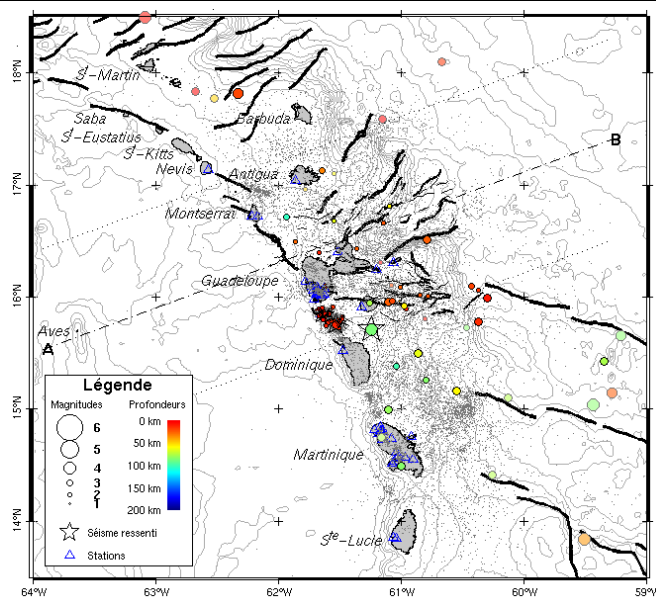 18°N
Sᵗ-Martin
Barbuda
Saba
Sᵗ-Eustatius
Sᵗ-Kitts
B
17°N
Nevis
Antigua
Montserrat
Guadeloupe
16°N
Aves
A
Dominique
Légende
Magnitudes
Profondeurs
6
5
4
3
2
1
0 km
50 km
100 km
150 km
200 km
Séisme ressenti
Stations
15°N
Martinique
14°N
Sᵗᵉ-Lucie
64°W
63°W
62°W
61°W
60°W
59°W